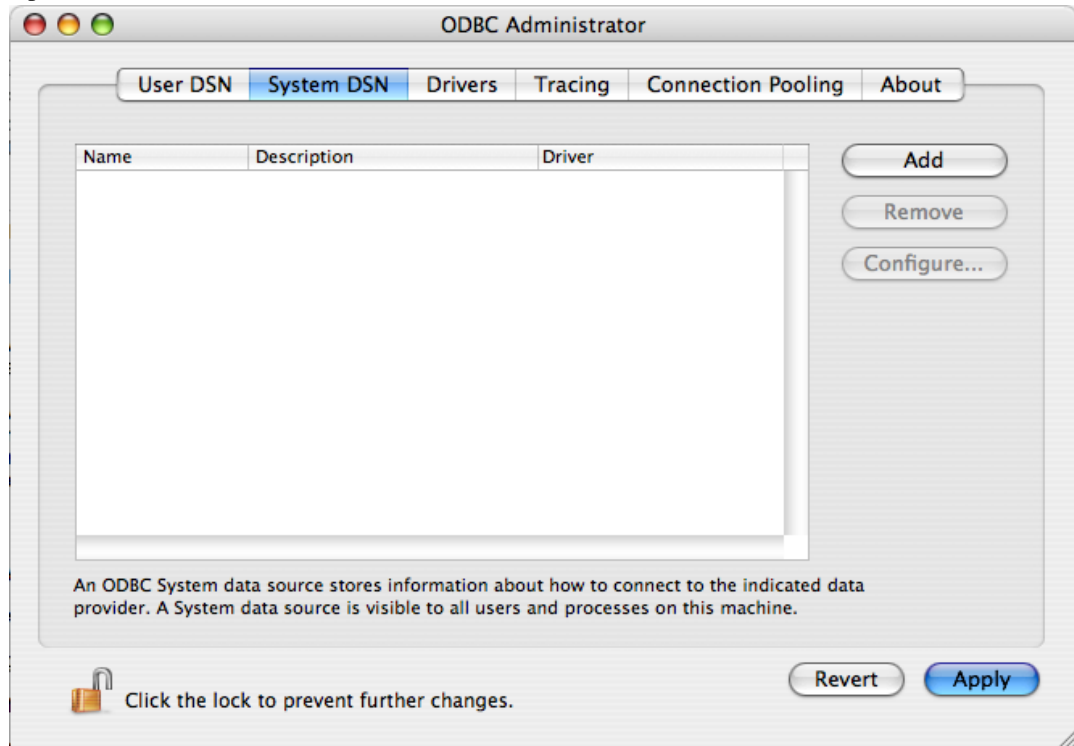 ODBC Administrator
User DSN System DSN Drivers Tracing Connection Pooling About
Name Description Driver
Add
Remove
Configure...
An ODBC System data source stores information about how to connect to the indicated data
provider. A System data source is visible to all users and processes on this machine.
Click the lock to prevent further changes.
Revert Apply